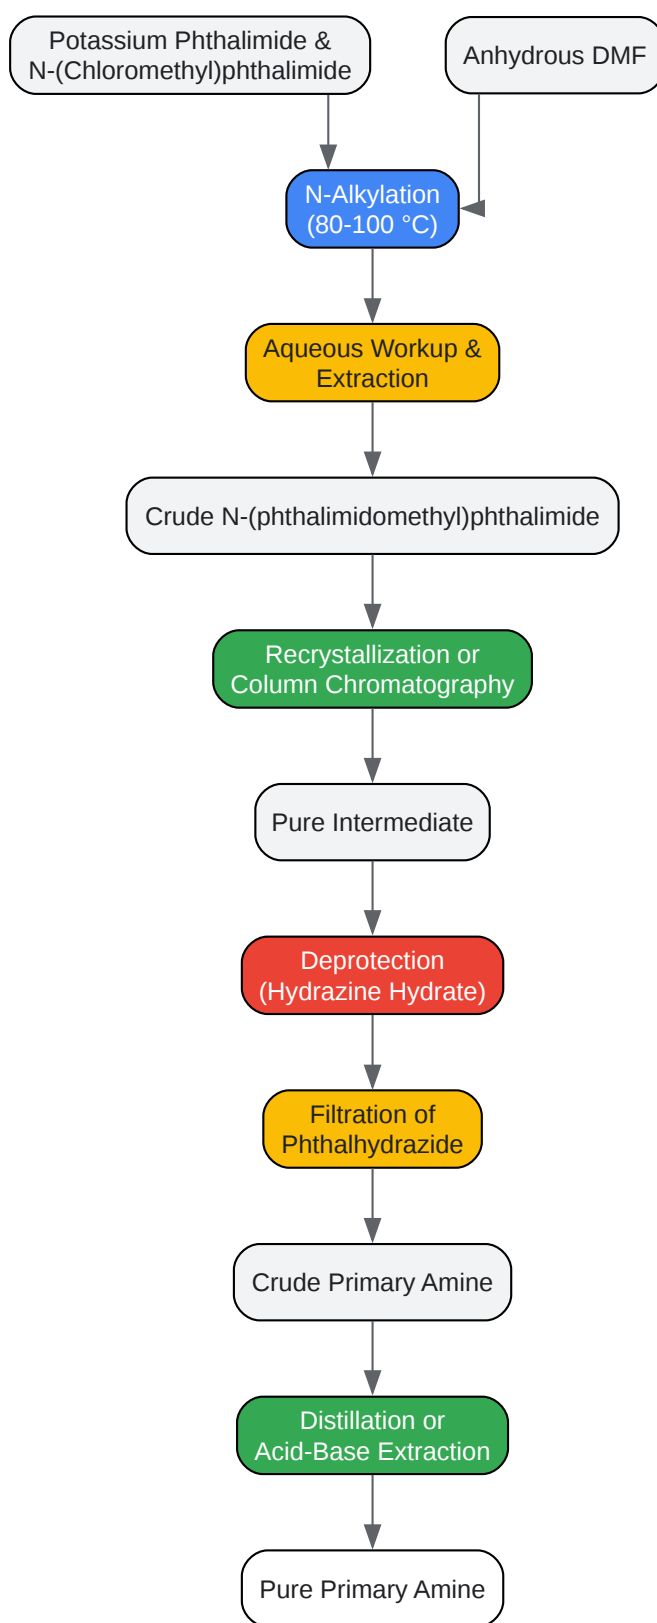 Potassium Phthalimide &
N-(Chloromethyl)phthalimide
Anhydrous DMF
N-Alkylation
(80-100 °C)
Aqueous Workup &
Extraction
Crude N-(phthalimidomethyl)phthalimide
Recrystallization or
Column Chromatography
Pure Intermediate
Deprotection
(Hydrazine Hydrate)
Filtration of
Phthalhydrazide
Crude Primary Amine
Distillation or
Acid-Base Extraction
Pure Primary Amine